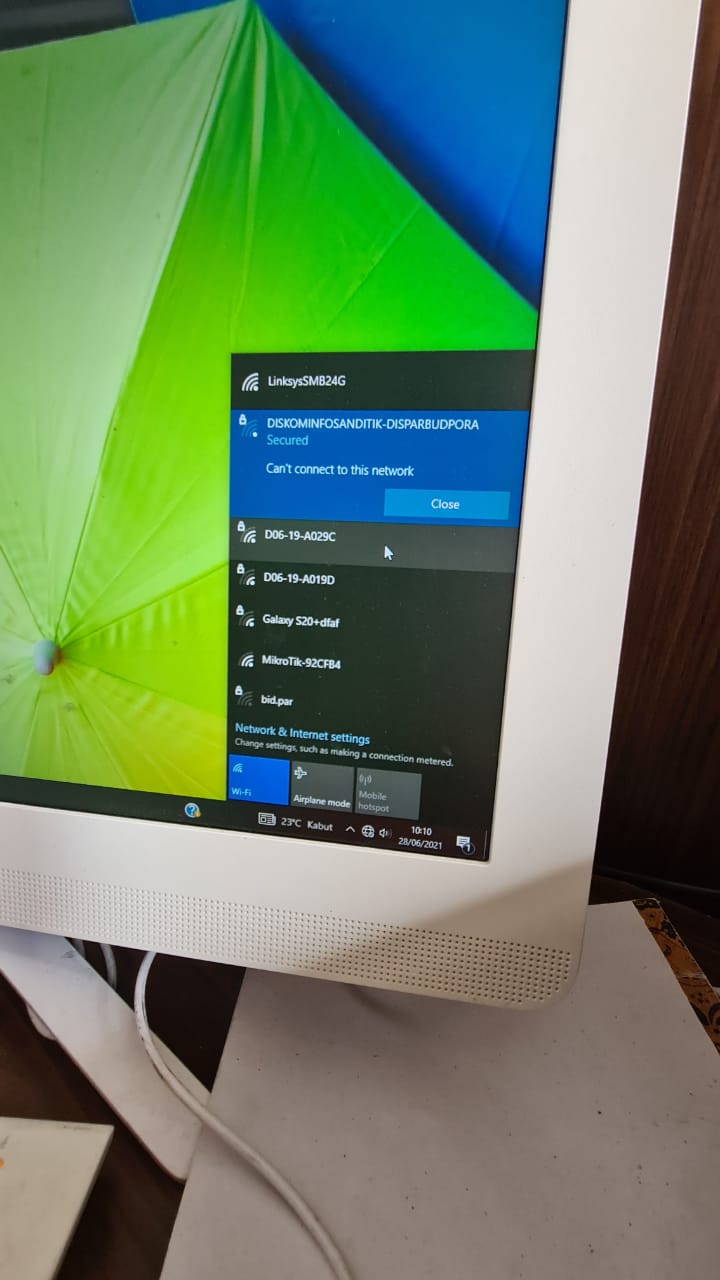 LinksysSMB24G
DISKOMINFOSANDITIK-DISPARBUDPORA
Secured
Can't connect to this network
Close
D06-19-A029C
D06-19-A019D
Galaxy S20+dfaf
MikroTik-92CFB4
bid.par
Network & Internet settings
Change settings, such as making a connection metered.
Wi-Fi
Airplane mode
Mobile
hotspot
23°C Kabut
10:10
28/06/2021
1